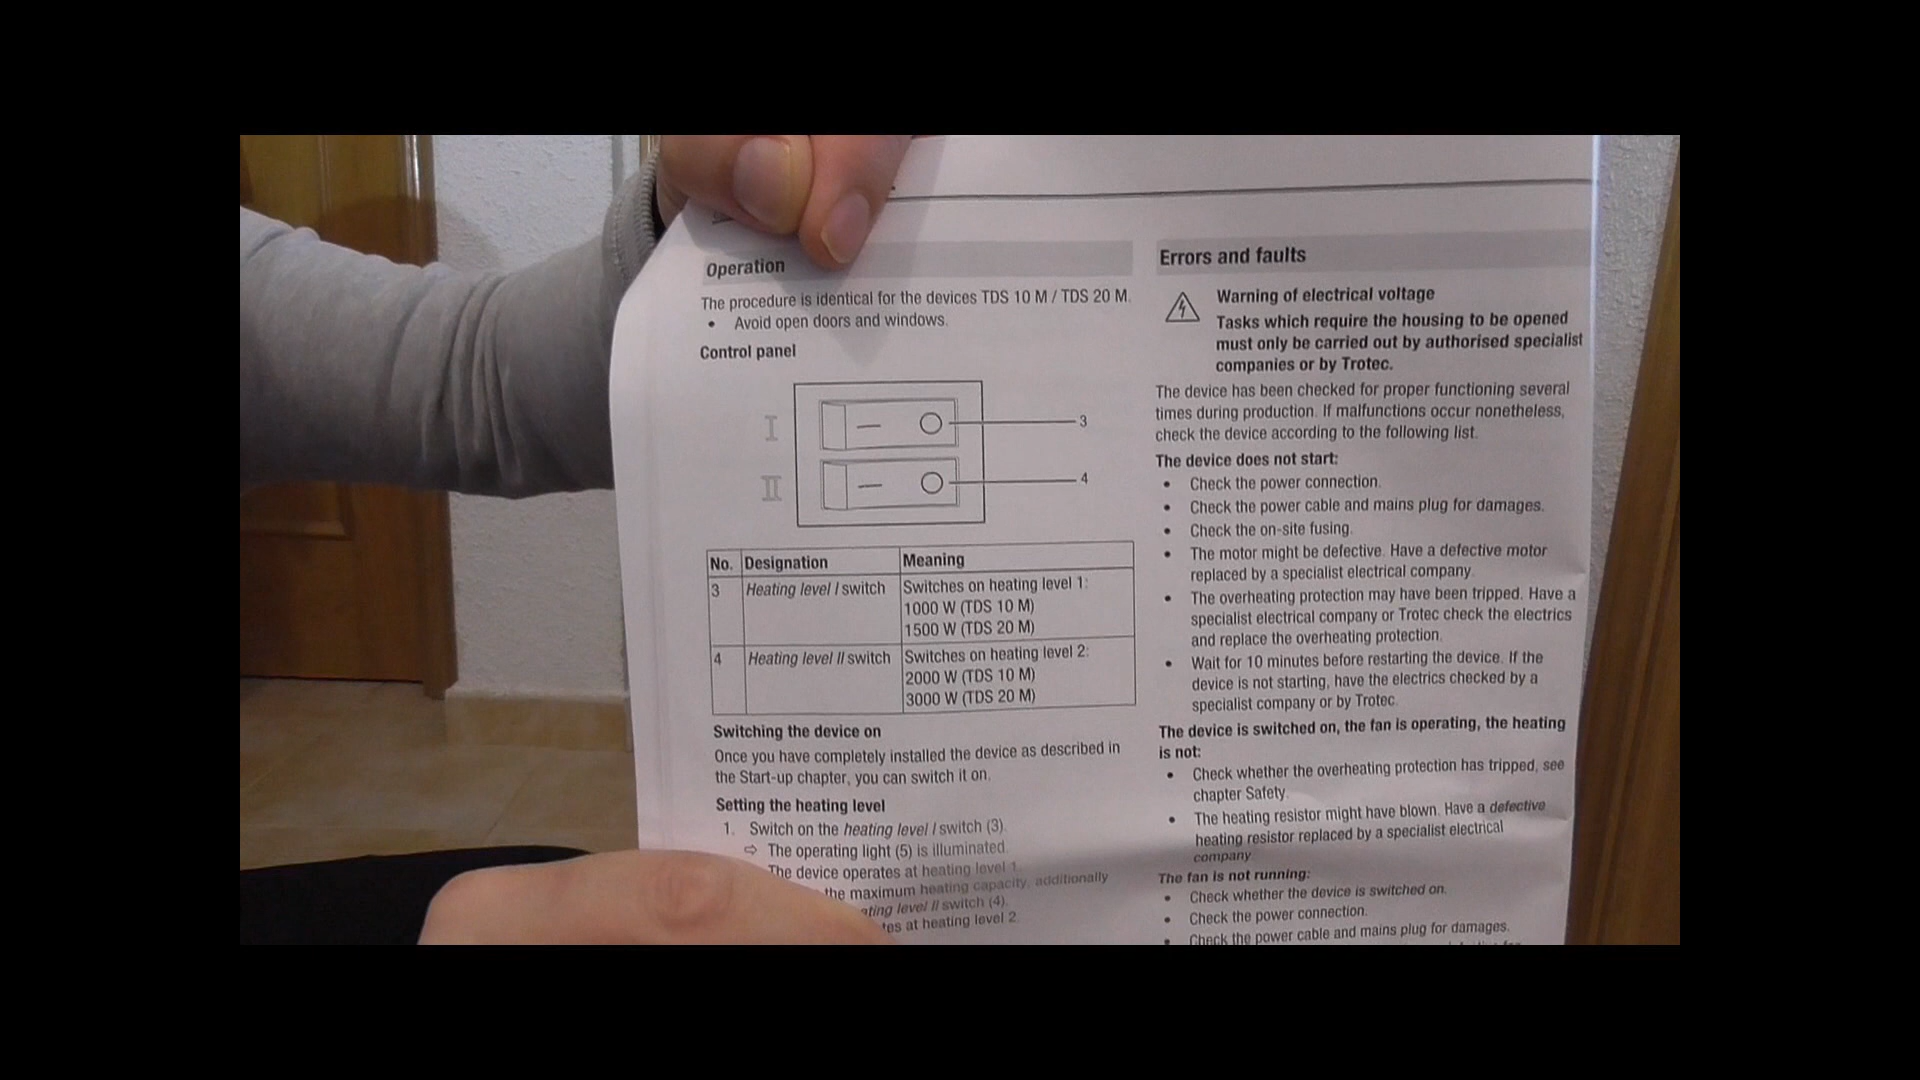 Operation
The procedure is identical for the devices TDS 10 M / TDS 20 M.
• Avoid open doors and windows.
Control panel
I
3
II
4
No. Designation Meaning
3 Heating level I switch Switches on heating level 1:
1000 W (TDS 10 M)
1500 W (TDS 20 M)
4 Heating level II switch Switches on heating level 2:
2000 W (TDS 10 M)
3000 W (TDS 20 M)
Switching the device on
Once you have completely installed the device as described in
the Start-up chapter, you can switch it on.
Setting the heating level
1. Switch on the heating level I switch (3).
⇨ The operating light (5) is illuminated.
The device operates at heating level 1.
the maximum heating capacity, additionally
level II switch (4).
at heating level 2.
Errors and faults
Warning of electrical voltage
Tasks which require the housing to be opened
must only be carried out by authorised specialist
companies or by Trotec.
The device has been checked for proper functioning several
times during production. If malfunctions occur nonetheless,
check the device according to the following list.
The device does not start:
• Check the power connection.
• Check the power cable and mains plug for damages.
• Check the on-site fusing.
• The motor might be defective. Have a defective motor
replaced by a specialist electrical company.
• The overheating protection may have been tripped. Have a
specialist electrical company or Trotec check the electrics
and replace the overheating protection.
• Wait for 10 minutes before restarting the device. If the
device is not starting, have the electrics checked by a
specialist company or by Trotec.
The device is switched on, the fan is operating, the heating
is not:
• Check whether the overheating protection has tripped, see
chapter Safety.
• The heating resistor might have blown. Have a defective
heating resistor replaced by a specialist electrical
company.
The fan is not running:
• Check whether the device is switched on.
• Check the power connection.
• Check the power cable and mains plug for damages.